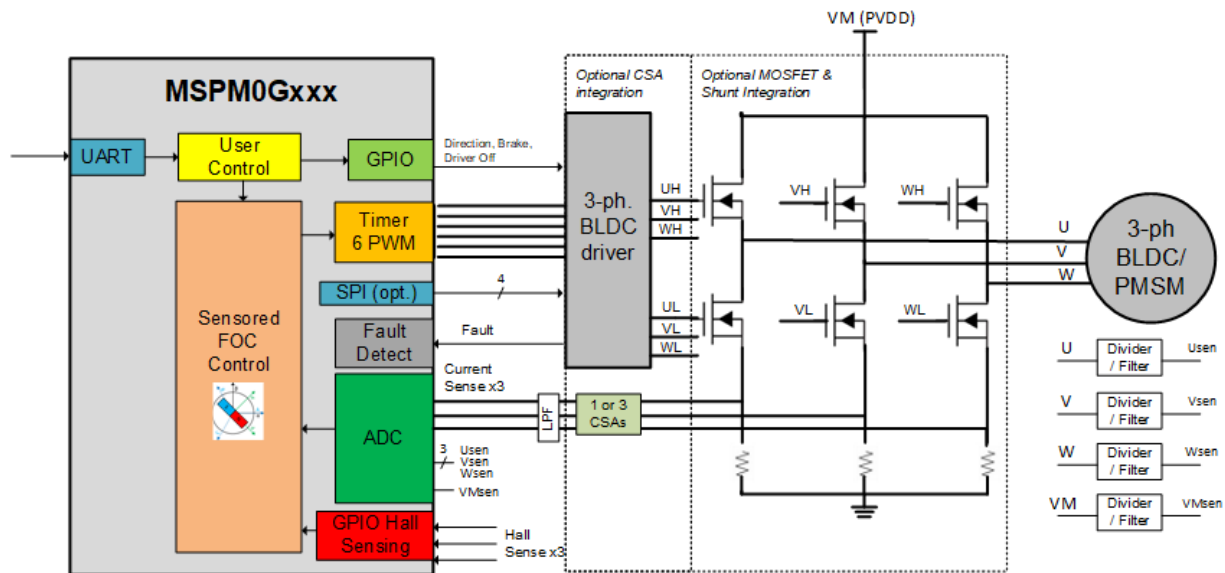 VM (PVDD)
Optional CSA
integration
Optional MOSFET &
Shunt Integration
MSPM0Gxxx
UART
User
Control
GPIO
Direction, Brake,
Driver Off
Timer
6 PWM
SPI (opt.)
4
Fault
Detect
Fault
Sensored
FOC
Control
Current
Sense x3
ADC
3
Usen
Vsen
Wsen
VMsen
GPIO Hall
Sensing
Hall
Sense x3
3-ph.
BLDC
driver
UH
VH
WH
UL
VL
WL
LPF
1 or 3
CSAs
VH
WH
VL
WL
U
V
W
3-ph
BLDC/
PMSM
U
Divider
/ Filter
Usen
V
Divider
/ Filter
Vsen
W
Divider
/ Filter
Wsen
VM
Divider
/ Filter
VMsen